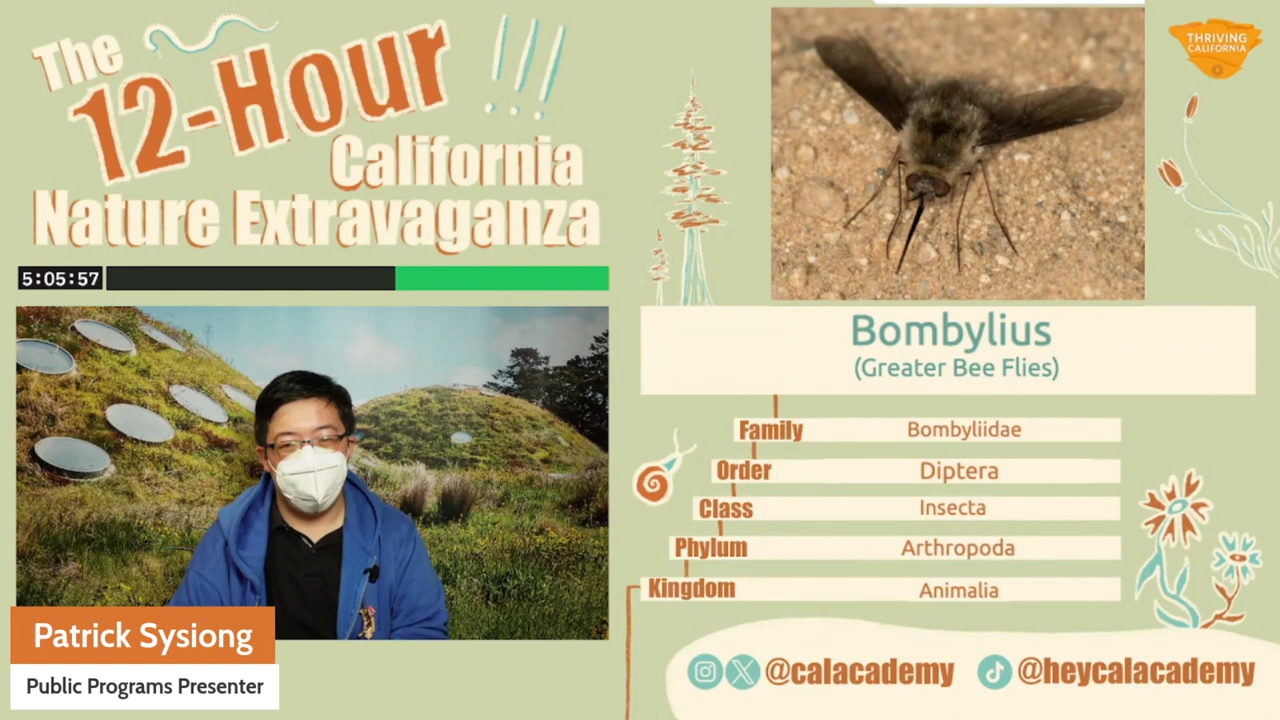 The
12-Hour
!!!
California
Nature Extravaganza
5:05:57
Patrick Sysiong
Public Programs Presenter
THRIVING
CALIFORNIA
Bombylius
(Greater Bee Flies)
Family Bombyliidae
Order Diptera
Class Insecta
Phylum Arthropoda
Kingdom Animalia
@calacademy @heycalacademy